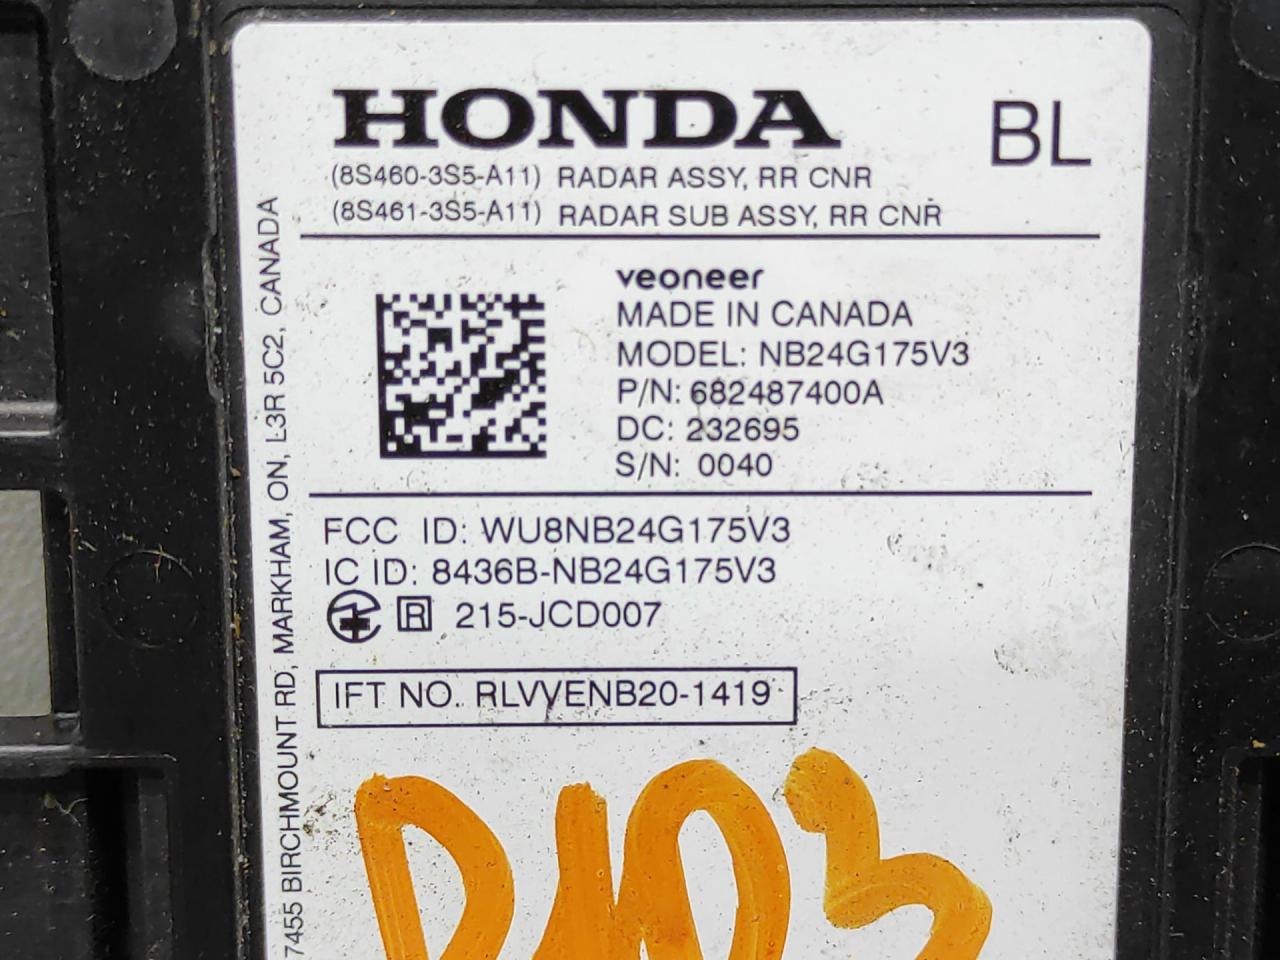 HONDA
BL
(8S460-3S5-A11) RADAR ASSY, RR CNR
(8S461-3S5-A11) RADAR SUB ASSY, RR CNR
veoneer
MADE IN CANADA
MODEL: NB24G175V3
P/N: 682487400A
DC: 232695
S/N: 0040
FCC ID: WU8NB24G175V3
IC ID: 8436B-NB24G175V3
R 215-JCD007
IFT NO. RLVVENB20-1419
7455 BIRCHMOUNT RD, MARKHAM, ON, L3R 5C2, CANADA